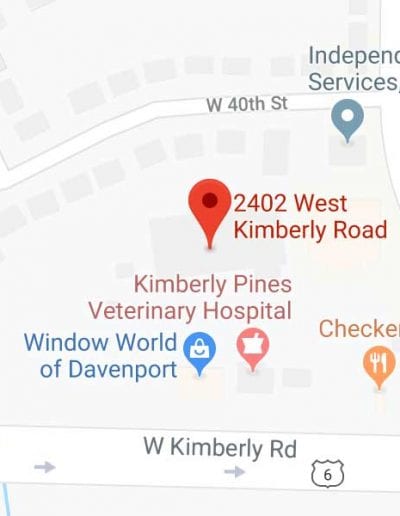 Independ
Services,
W 40th St
2402 West
Kimberly Road
Kimberly Pines
Veterinary Hospital
Window World
of Davenport
Checker
W Kimberly Rd
6